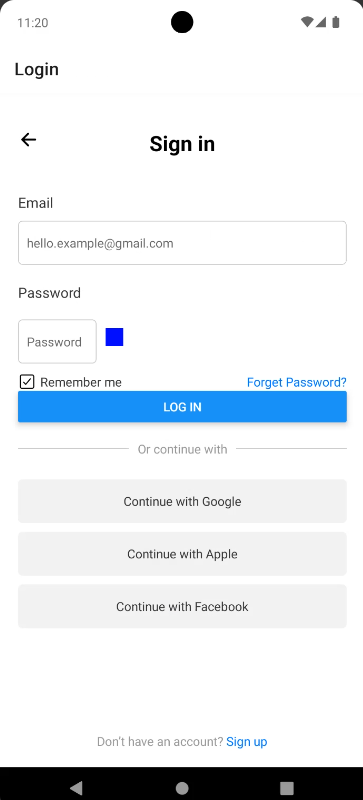 11:20
Login
Sign in
Email
hello.example@gmail.com
Password
Password
Remember me
Forget Password?
LOG IN
Or continue with
Continue with Google
Continue with Apple
Continue with Facebook
Don't have an account? Sign up